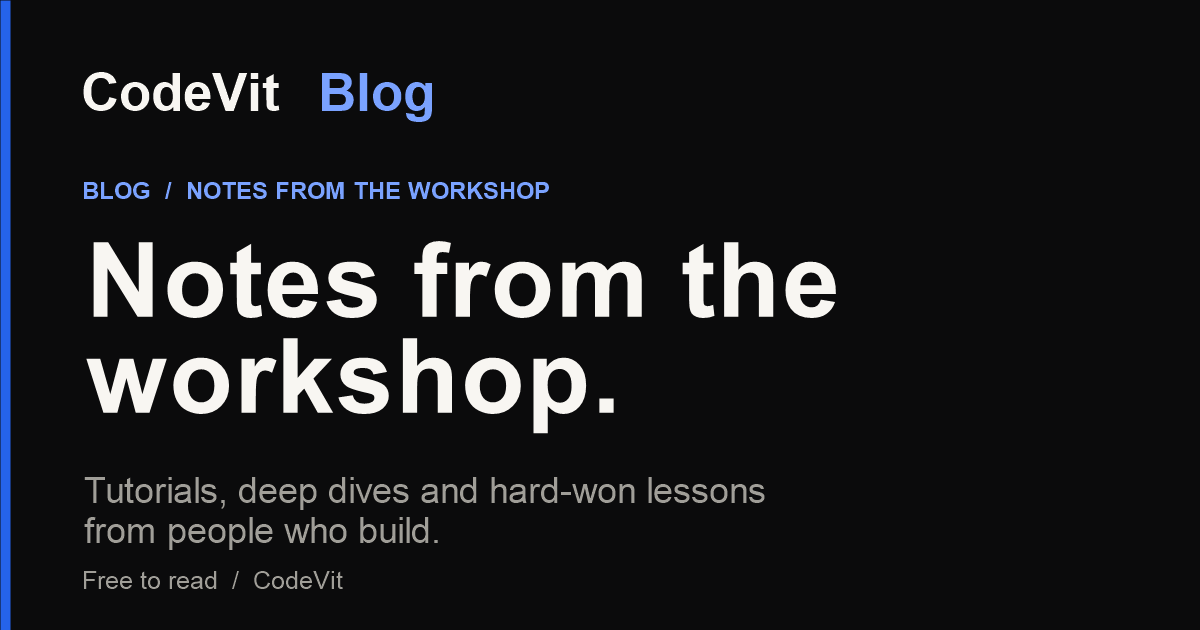 CodeVit Blog
BLOG / NOTES FROM THE WORKSHOP
Notes from the
workshop.
Tutorials, deep dives and hard-won lessons
from people who build.
Free to read / CodeVit